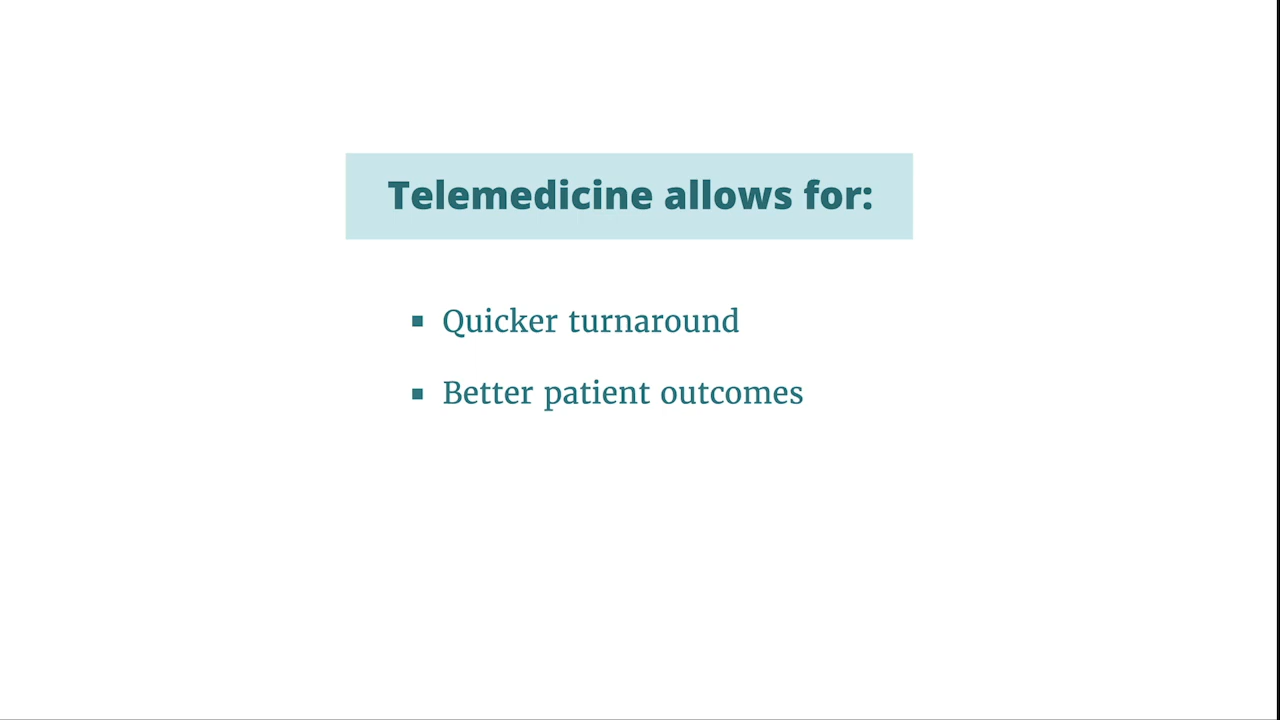 Telemedicine allows for:
▪ Quicker turnaround
▪ Better patient outcomes